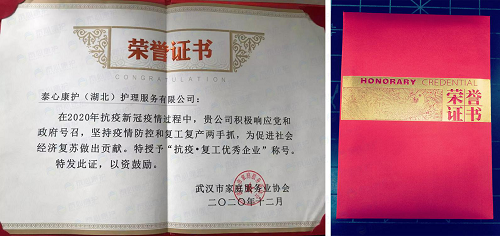 荣誉证书
CONGRATULATION
泰心康护（湖北）护理服务有限公司：
在2020年抗疫新冠疫情过程中，贵公司积极响应党和
政府号召，坚持疫情防控和复工复产两手抓，为促进社会
经济复苏做出贡献。特授予“抗疫·复工优秀企业”称号。
特发此证，以资鼓励。
武汉市家庭服务业协会
二〇二〇年十二月
HONORARY CREDENTIAL
荣誉
证书